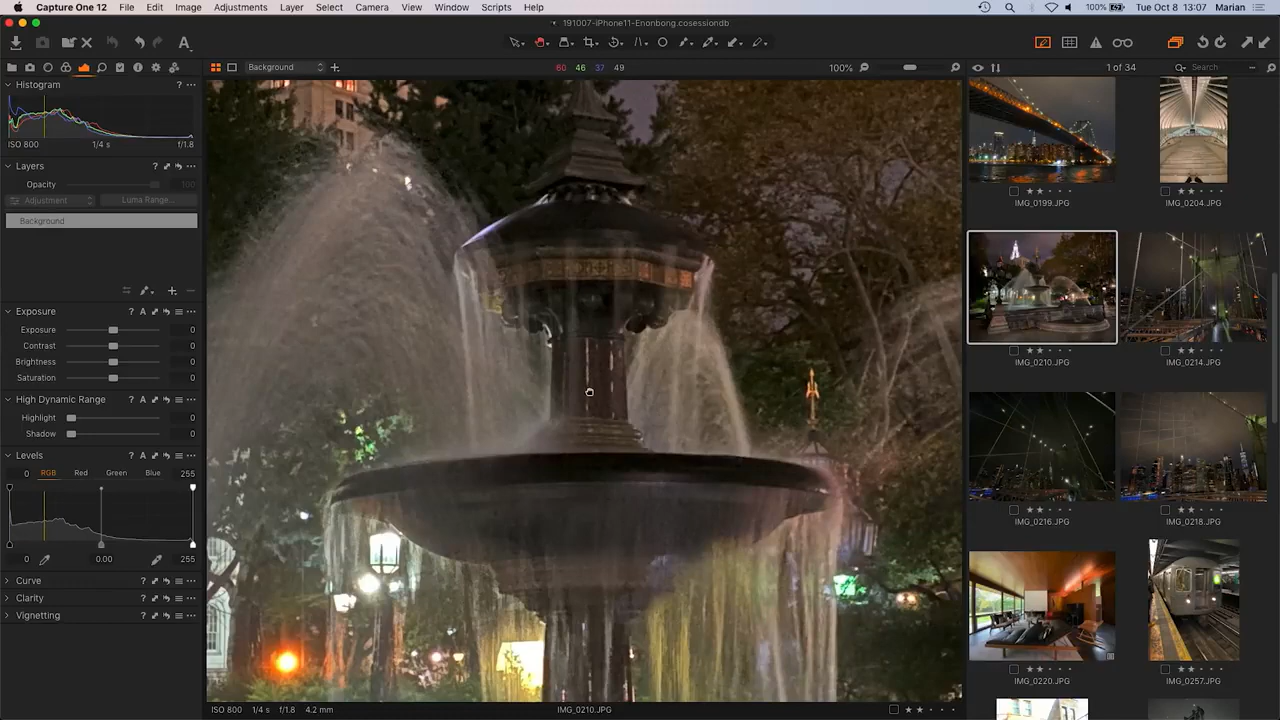 Capture One 12 File Edit Image Adjustments Layer Select Camera View Window Scripts Help 100% Tue Oct 8 13:07 Marian
191007-iPhone11-Enonbong.cosessiondb
A
Background 60 46 37 49 100% 1 of 34 Search
Histogram ?
ISO 800 1/4 s f/1.8
Layers ?
Opacity 100
Adjustment Luma Range...
Background
Exposure ? A
Exposure 0
Contrast 0
Brightness 0
Saturation 0
High Dynamic Range ? A
Highlight 0
Shadow 0
Levels ? A
0 RGB Red Green Blue 255
0 0.00 255
Curve ? A
Clarity ? A
Vignetting ? A
ISO 800 1/4 s f/1.8 4.2 mm IMG_0210.JPG
IMG_0199.JPG IMG_0204.JPG
IMG_0210.JPG IMG_0214.JPG
IMG_0216.JPG IMG_0218.JPG
IMG_0220.JPG IMG_0257.JPG